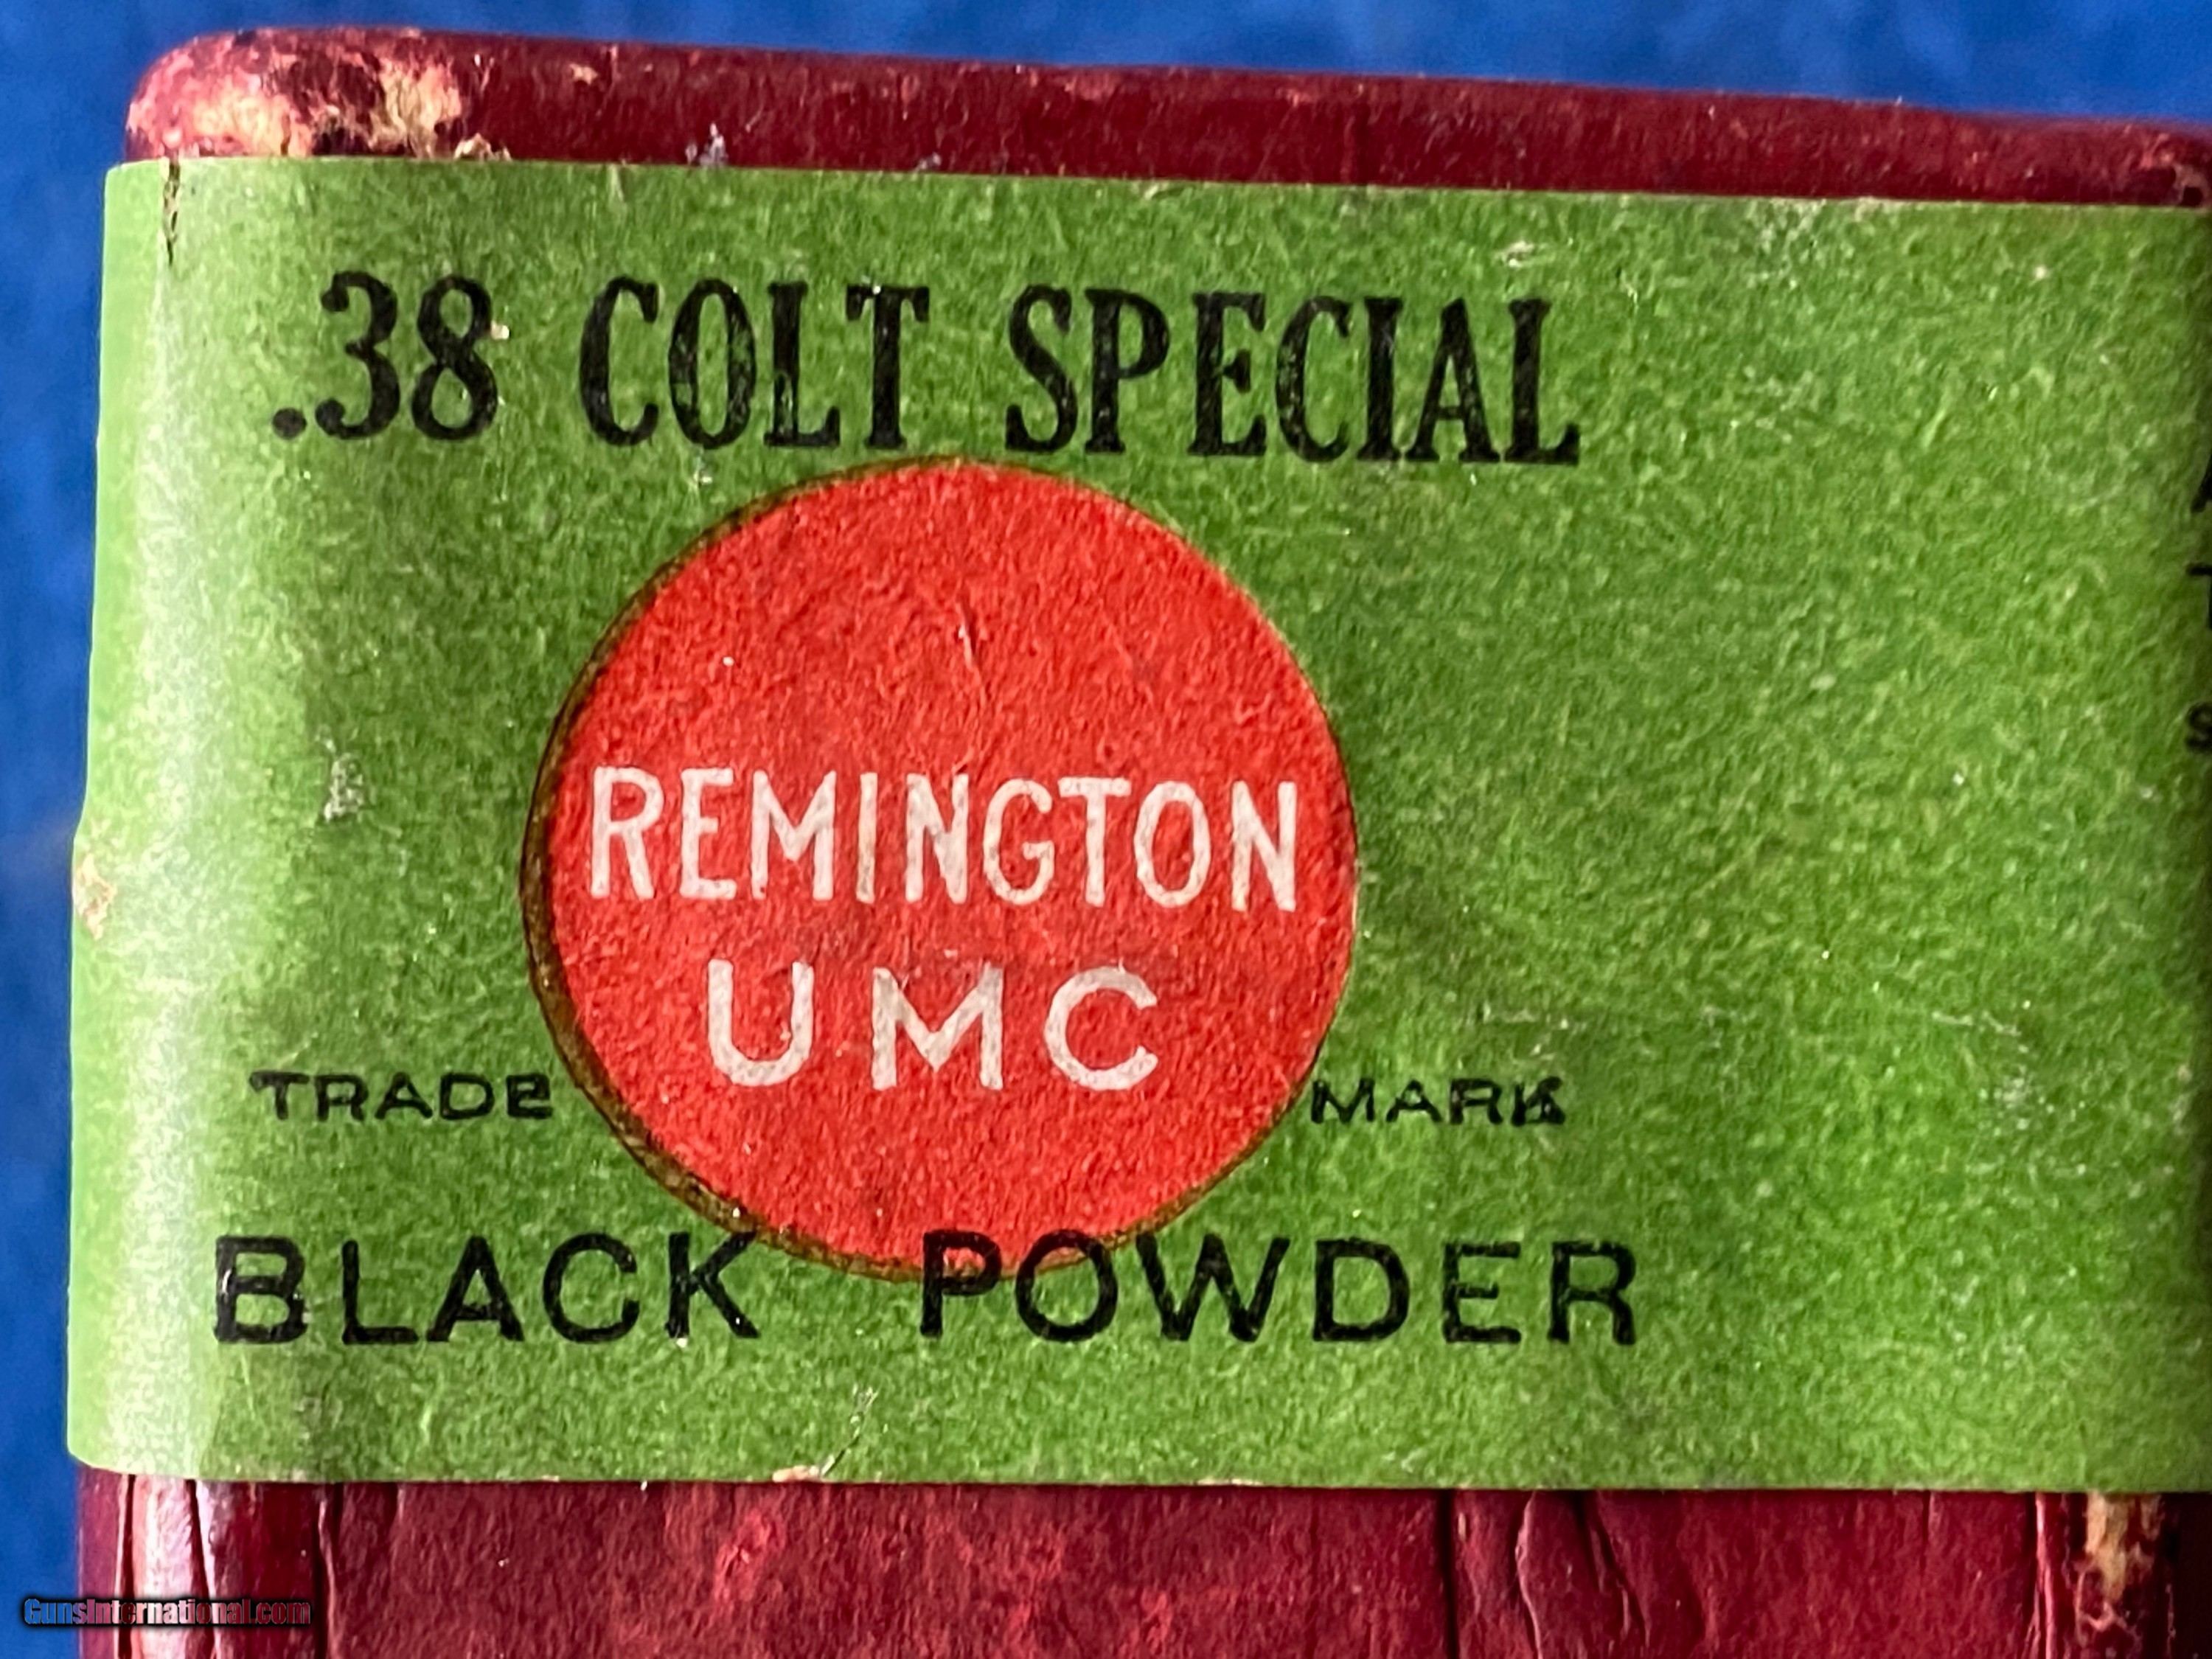 .38 COLT SPECIAL
REMINGTON
UMC
TRADE MARK
BLACK POWDER
GunsInternational.com